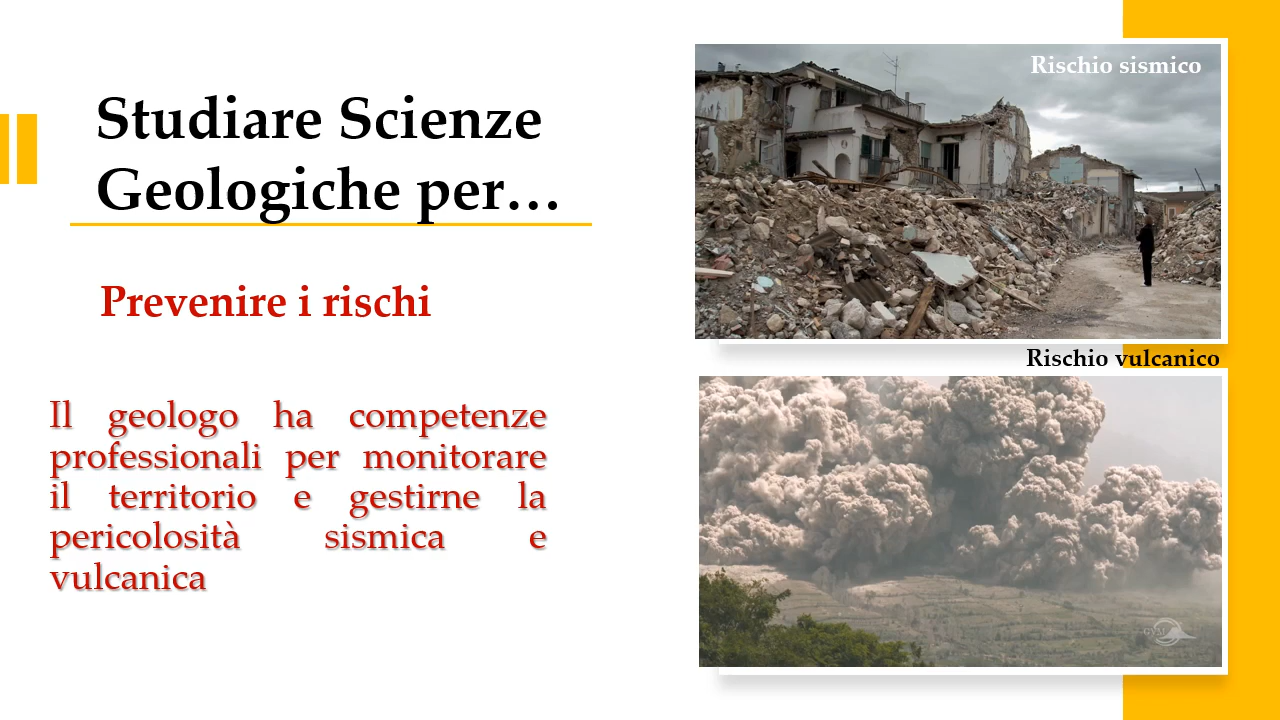 Studiare Scienze
Geologiche per…
Prevenire i rischi
Il geologo ha competenze
professionali per monitorare
il territorio e gestirne la
pericolosità sismica e
vulcanica
Rischio sismico
Rischio vulcanico